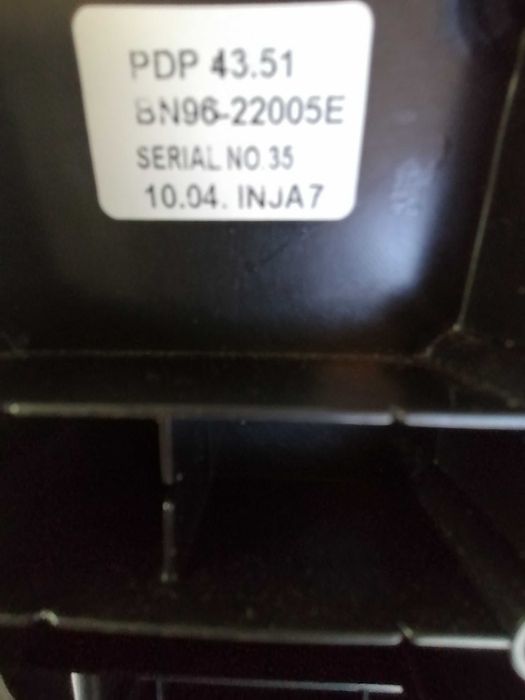 PDP 43.51
BN96-22005E
SERIAL NO.35
10.04. INJA7